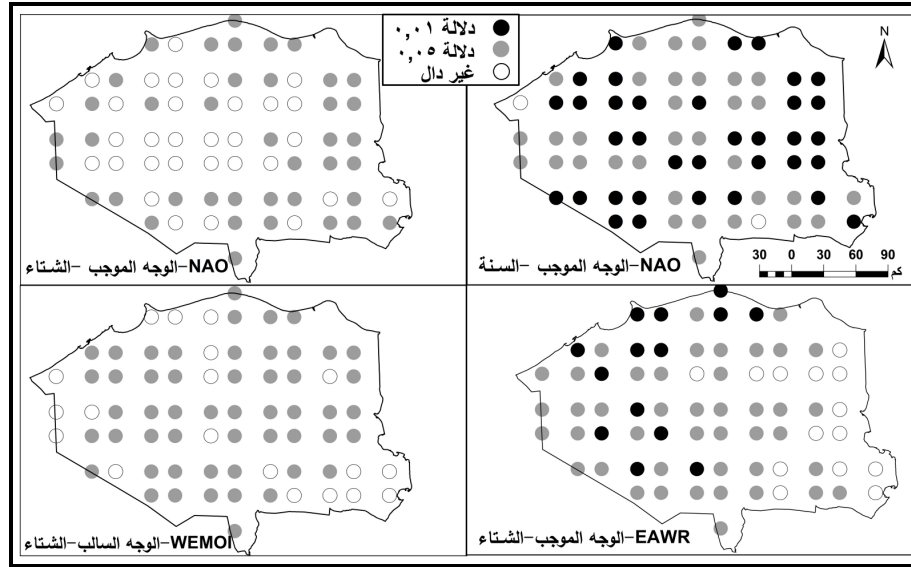 دلالة ٠,٠١
دلالة ٠,٠٥
غير دال
N
NAO-الوجه الموجب -الشتاء
NAO-الوجه الموجب -السنة
30 0 30 60 90
كم
WEMOI-الوجه السالب-الشتاء
EAWR-الوجه الموجب-الشتاء